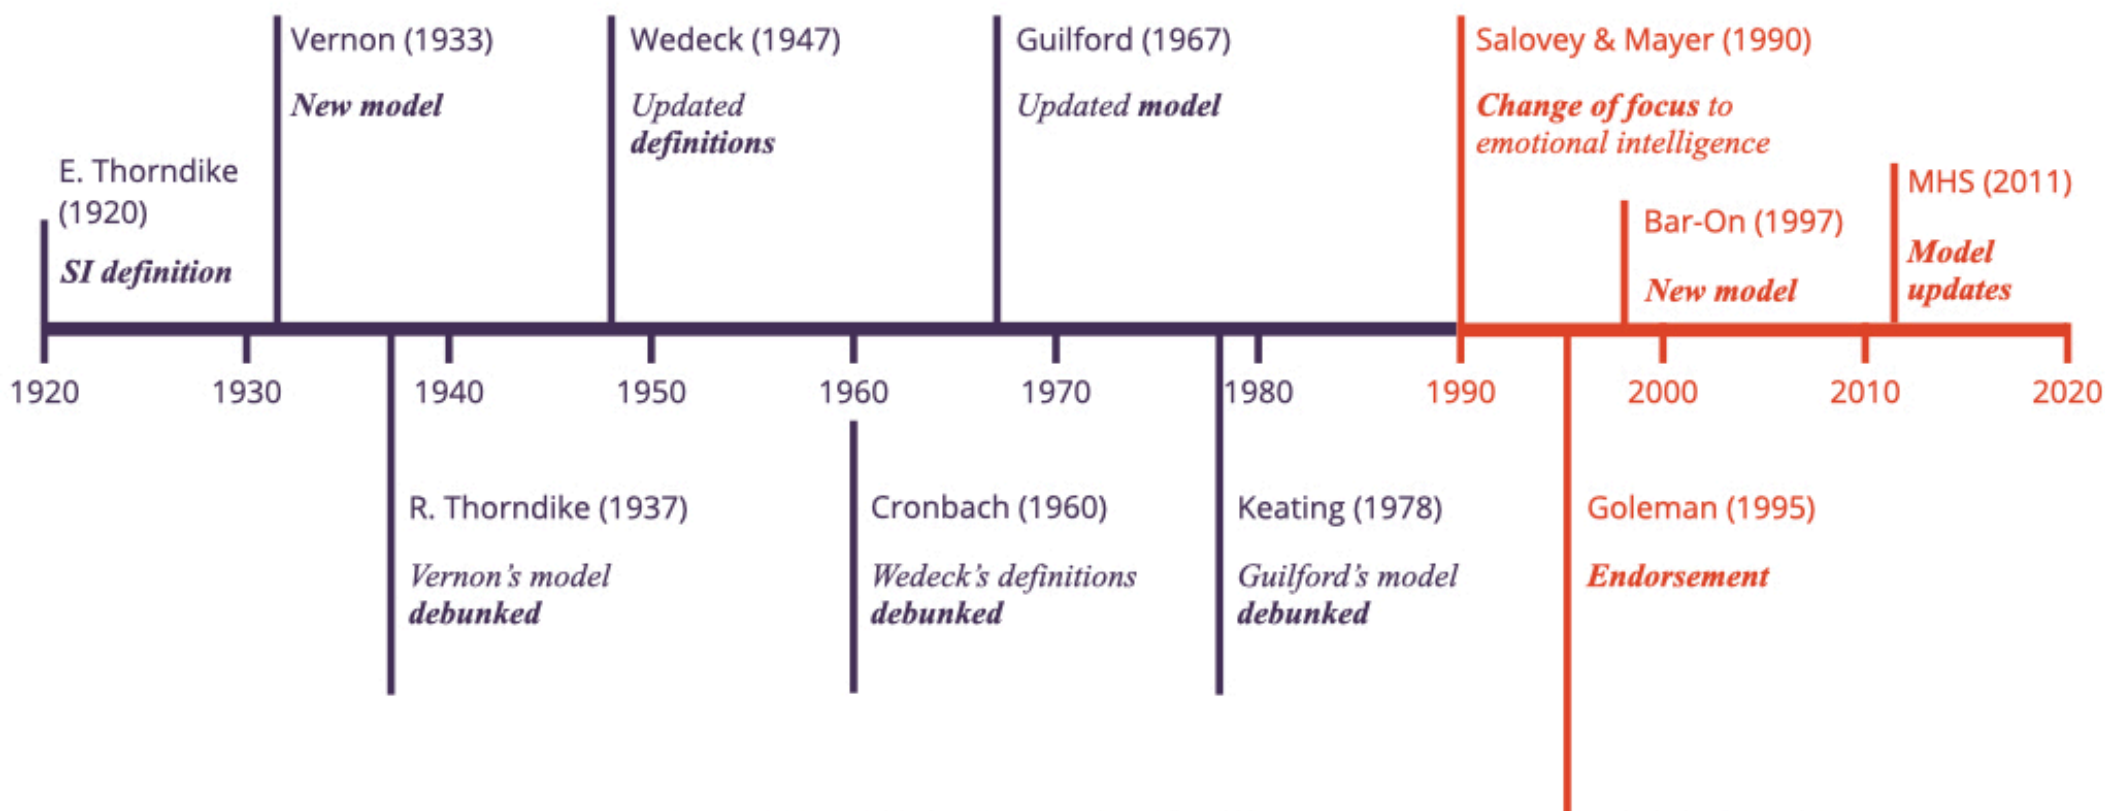 Vernon (1933)
New model
Wedeck (1947)
Updated
definitions
Guilford (1967)
Updated model
Salovey & Mayer (1990)
Change of focus to
emotional intelligence
E. Thorndike
(1920)
SI definition
Bar-On (1997)
New model
MHS (2011)
Model
updates
1920
1930
1940
1950
1960
1970
1980
1990
2000
2010
2020
R. Thorndike (1937)
Vernon’s model
debunked
Cronbach (1960)
Wedeck’s definitions
debunked
Keating (1978)
Guilford’s model
debunked
Goleman (1995)
Endorsement